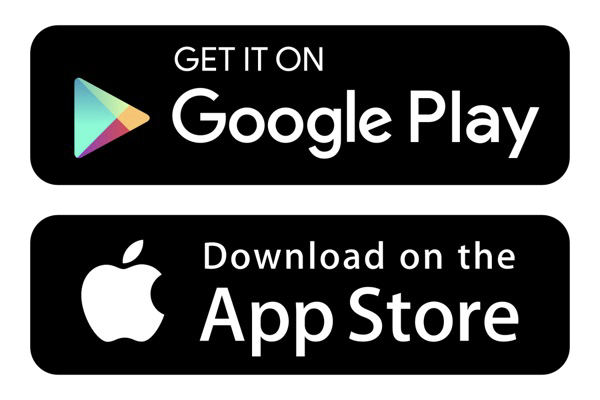 GET IT ON
Google Play
Download on the
App Store